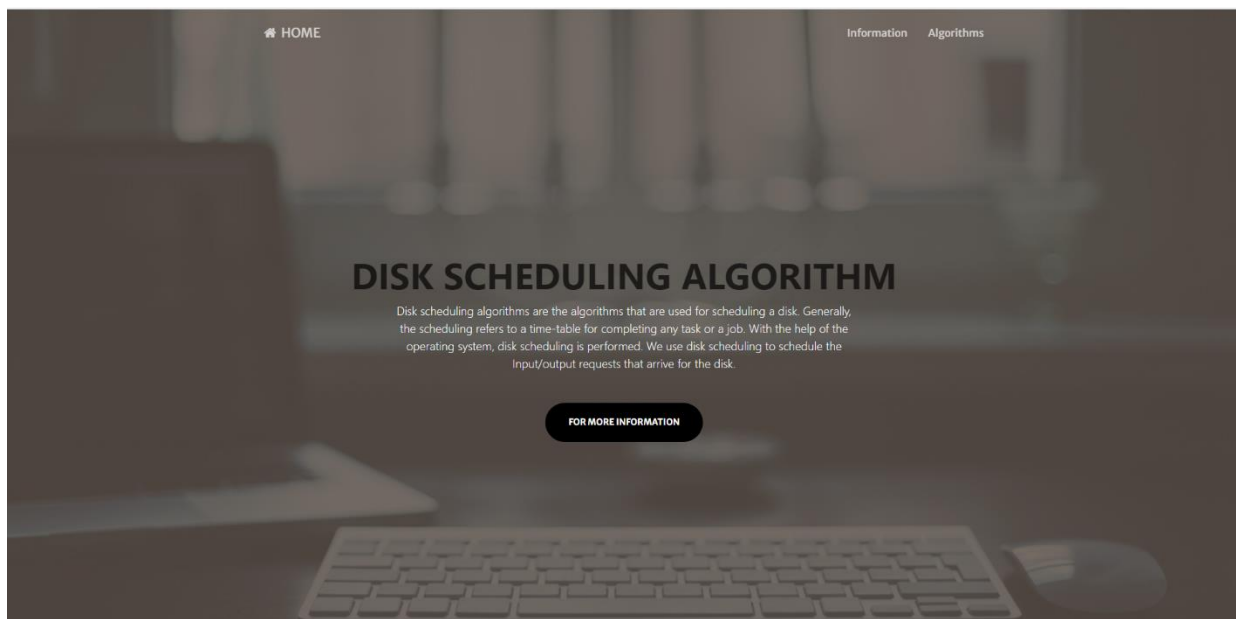 HOME
Information
Algorithms
DISK SCHEDULING ALGORITHM
Disk scheduling algorithms are the algorithms that are used for scheduling a disk. Generally,
the scheduling refers to a time-table for completing any task or a job. With the help of the
operating system, disk scheduling is performed. We use disk scheduling to schedule the
Input/output requests that arrive for the disk.
FOR MORE INFORMATION